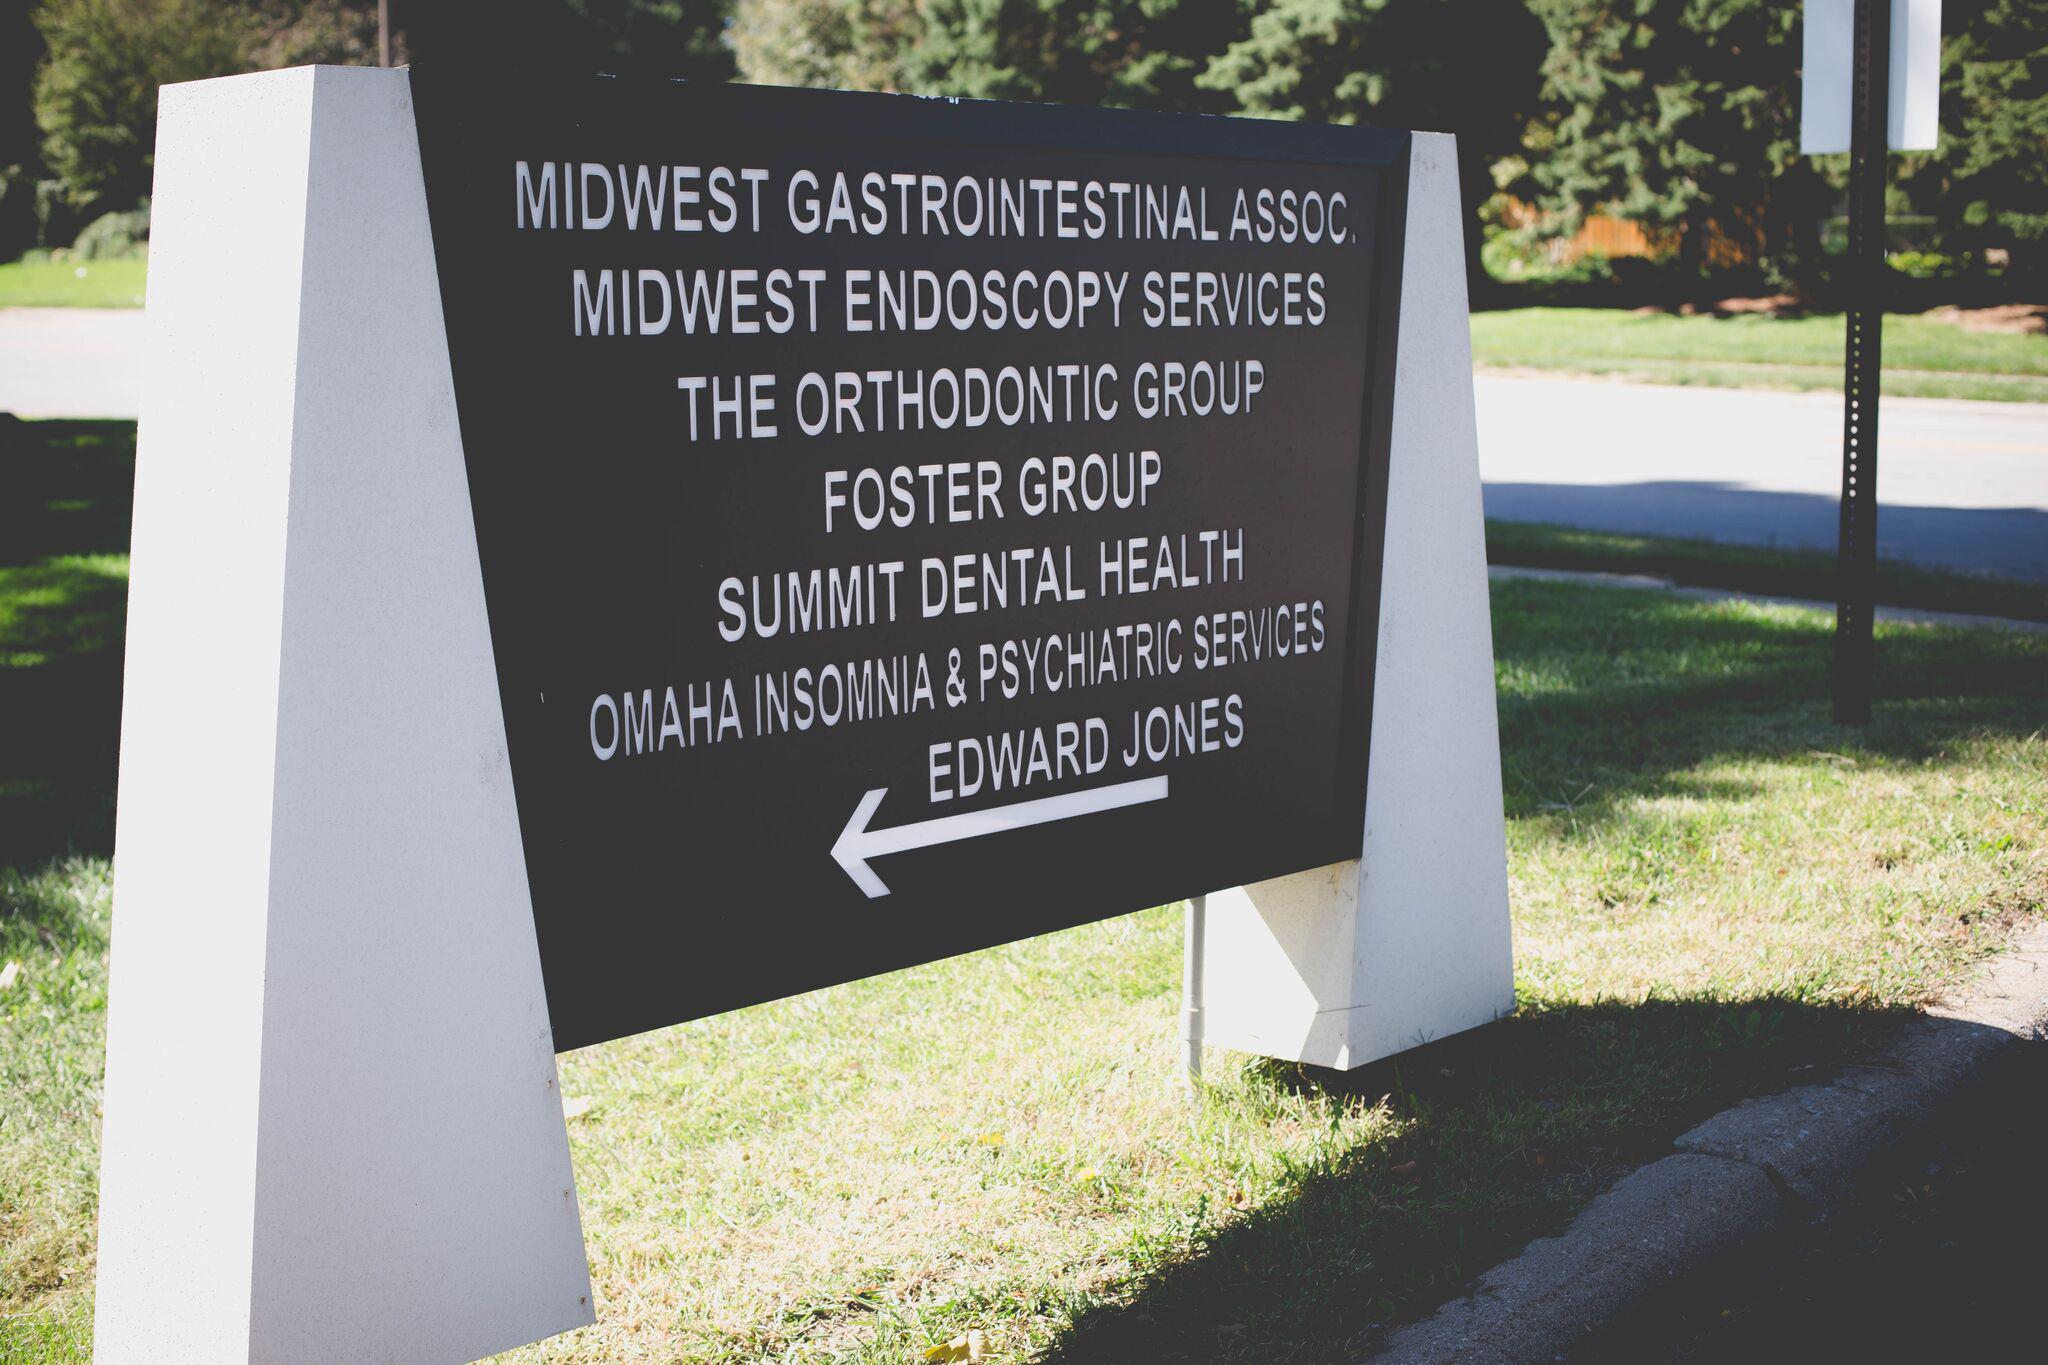 MIDWEST GASTROINTESTINAL ASSOC.
MIDWEST ENDOSCOPY SERVICES
THE ORTHODONTIC GROUP
FOSTER GROUP
SUMMIT DENTAL HEALTH
OMAHA INSOMNIA & PSYCHIATRIC SERVICES
EDWARD JONES